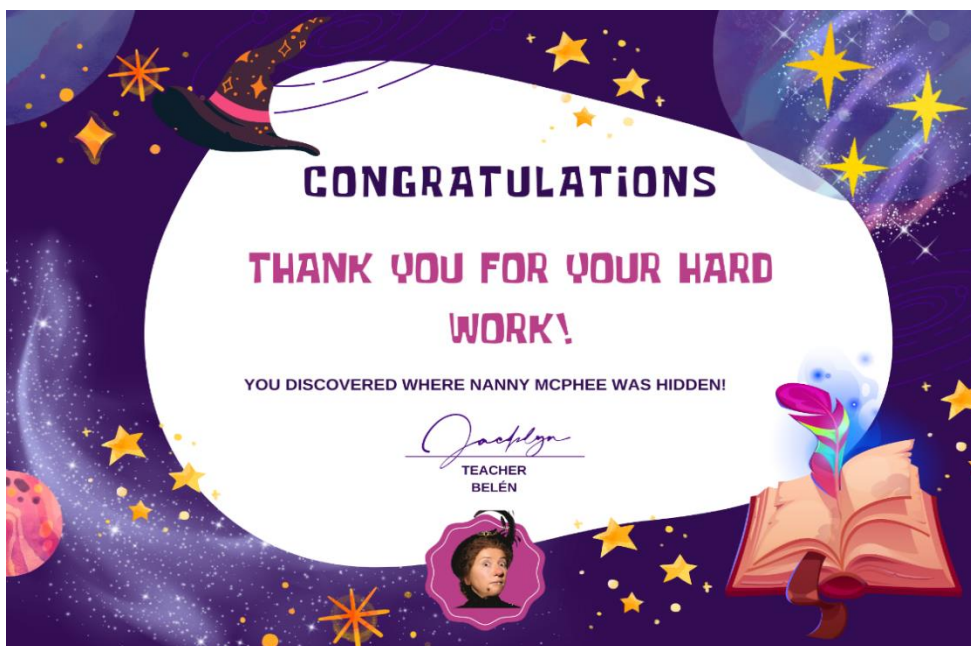 CONGRATULATIONS
THANK YOU FOR YOUR HARD
WORK!
YOU DISCOVERED WHERE NANNY MCPHEE WAS HIDDEN!
Jacklyn
TEACHER
BELÉN